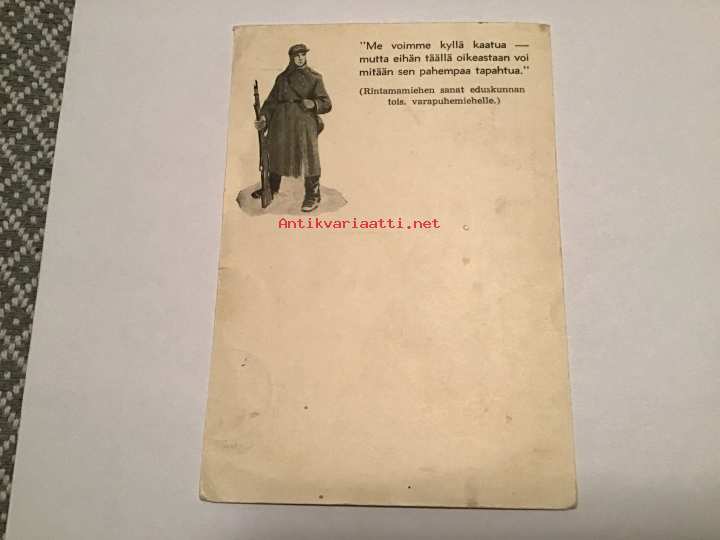 "Me voimme kyllä kaatua —
mutta eihän täällä oikeastaan voi
mitään sen pahempaa tapahtua."
(Rintamamiehen sanat eduskunnan
tois. varapuhemiehelle.)
Antikvariaatti.net